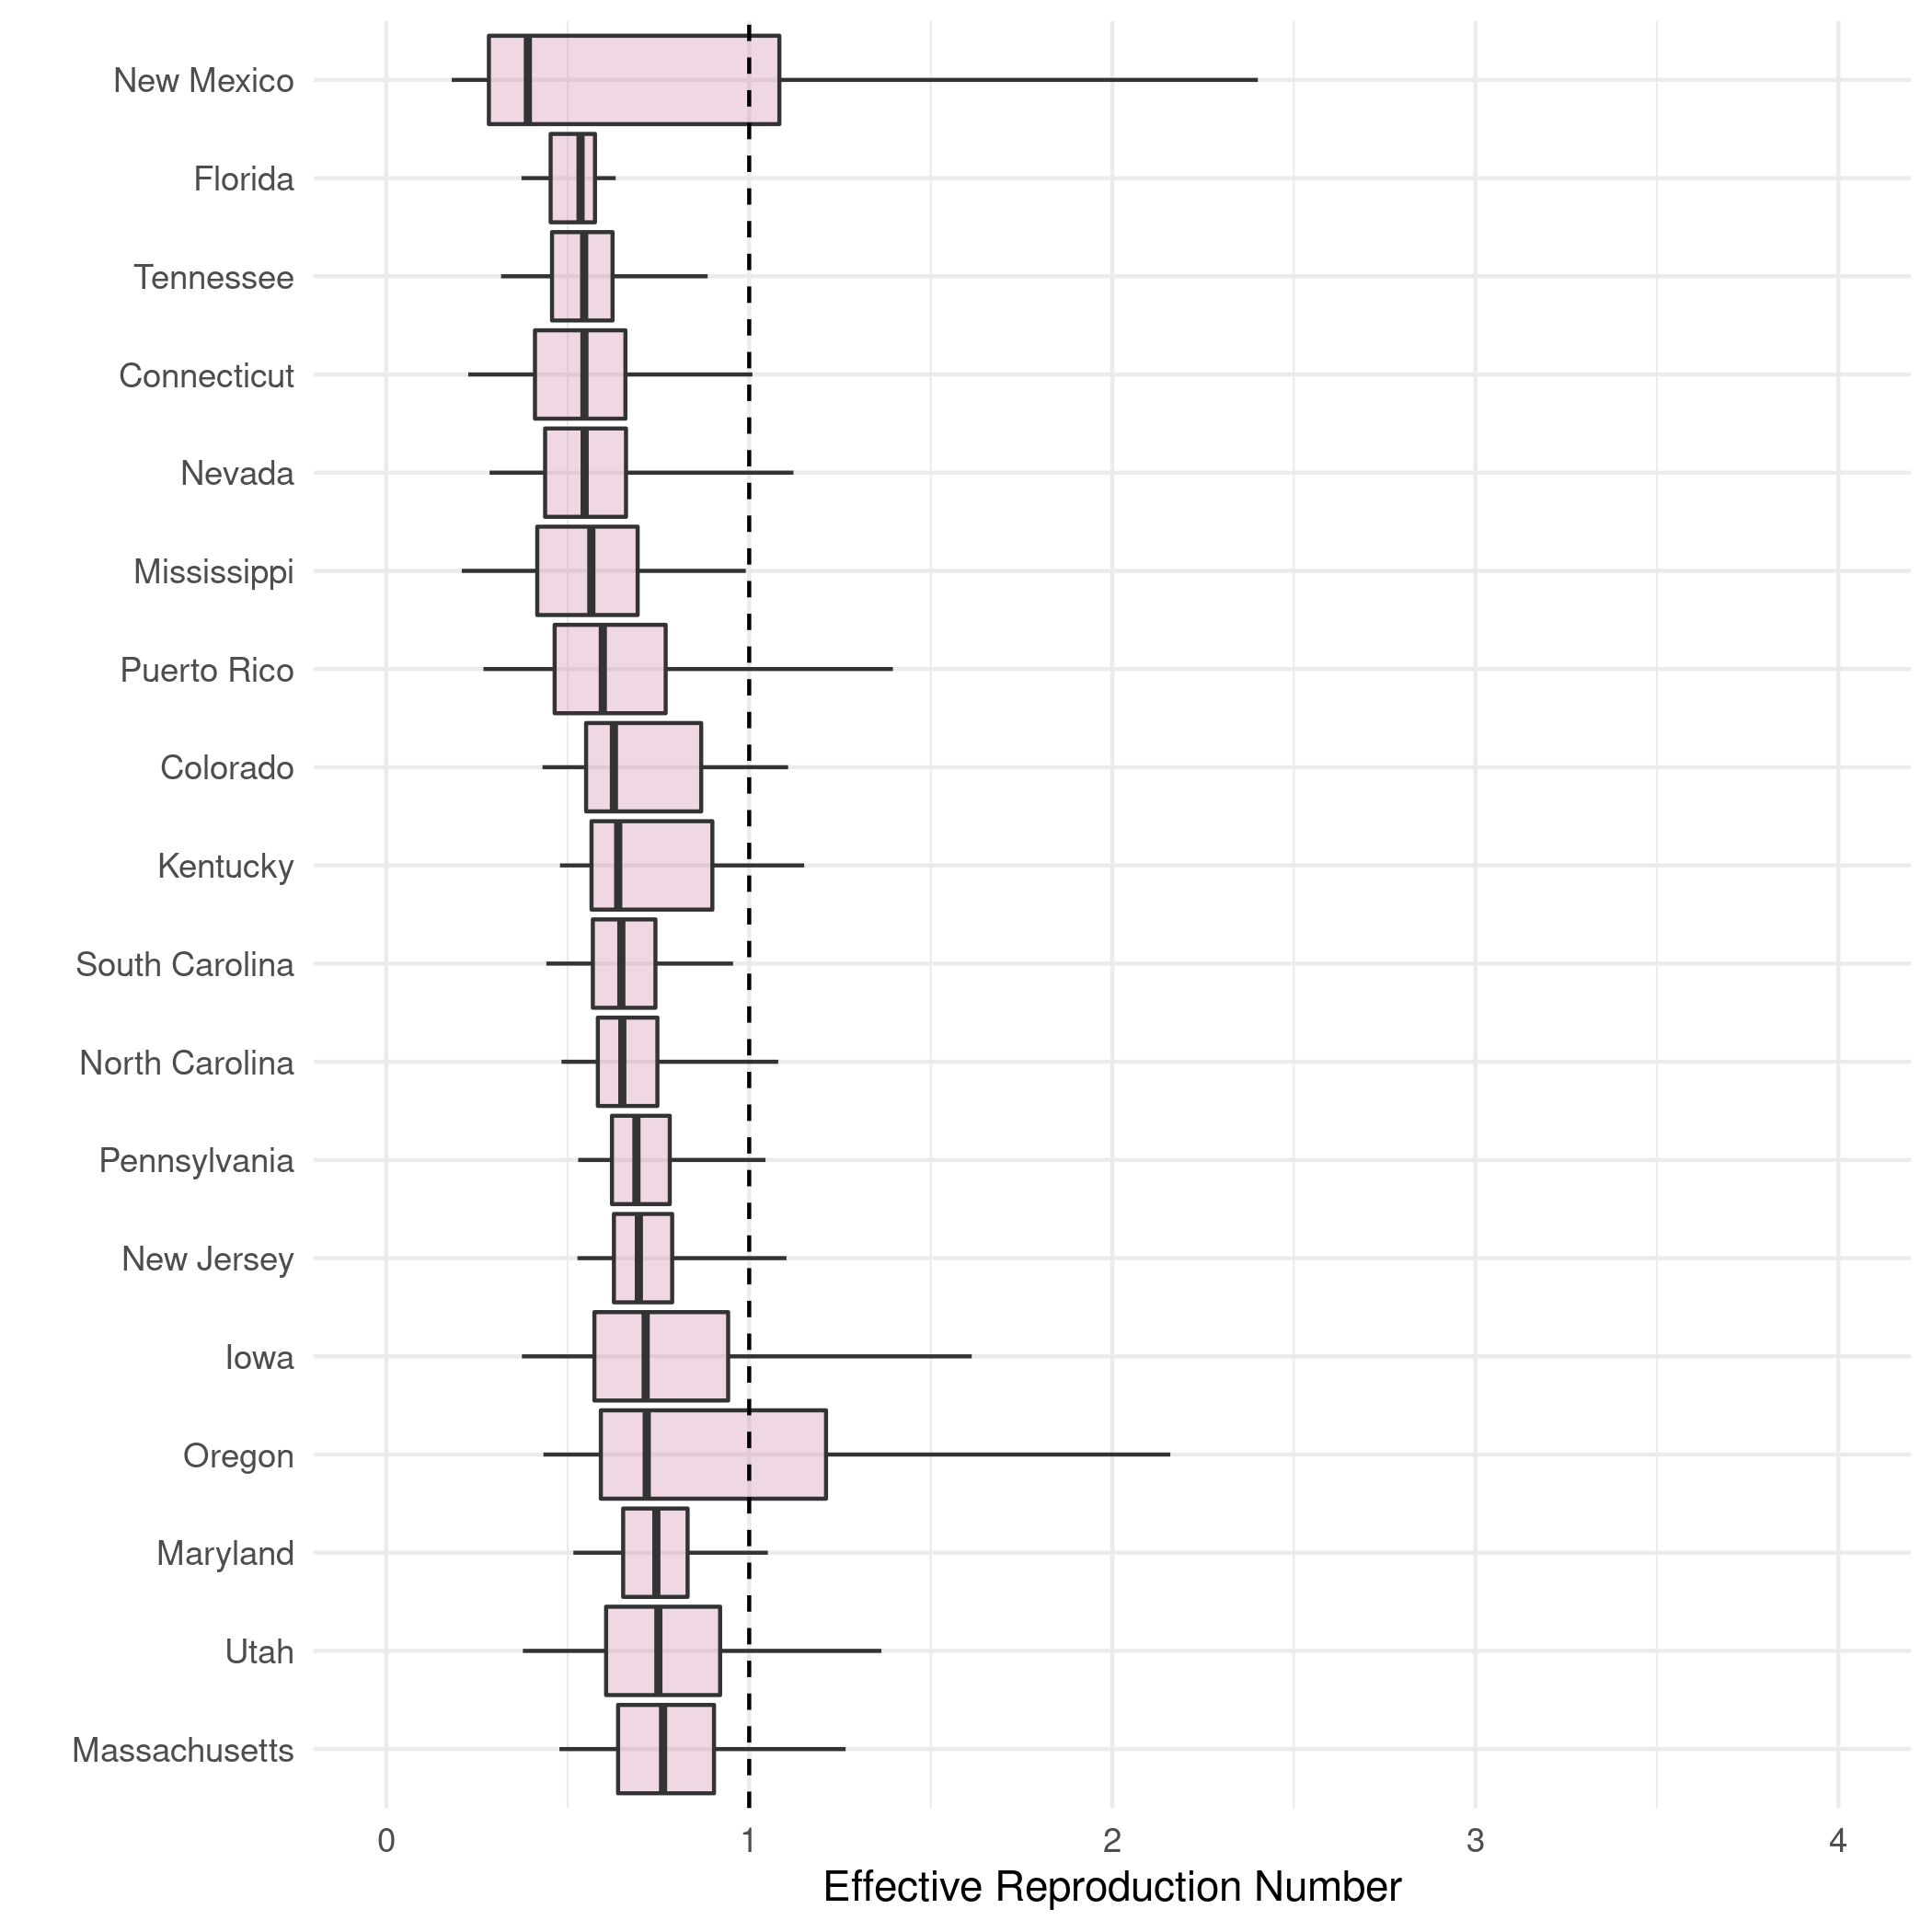 New Mexico
Florida
Tennessee
Connecticut
Nevada
Mississippi
Puerto Rico
Colorado
Kentucky
South Carolina
North Carolina
Pennsylvania
New Jersey
Iowa
Oregon
Maryland
Utah
Massachusetts
0 1 2 3 4
Effective Reproduction Number